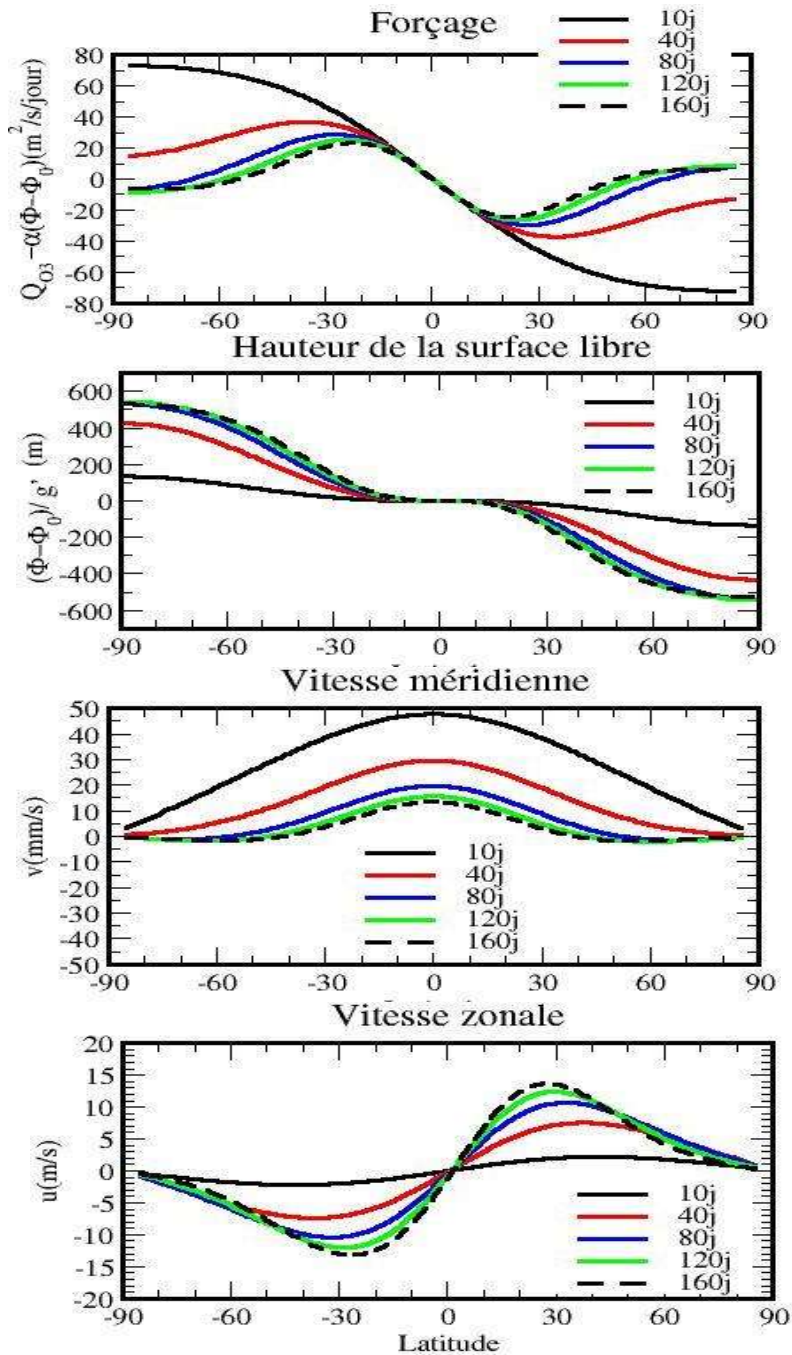 Forçage
10j
40j
80j
120j
160j
Q_O3 −α(Φ−Φ_0)(m^2/s/jour)
80
60
40
20
0
-20
-40
-60
-80
-90 -60 -30 0 30 60 90
Hauteur de la surface libre
10j
40j
80j
120j
160j
(Φ−Φ_0)/ g' (m)
600
400
200
0
-200
-400
-600
-90 -60 -30 0 30 60 90
Vitesse méridienne
v(mm/s)
50
40
30
20
10
0
-10
-20
-30
-40
-50
10j
40j
80j
120j
160j
-90 -60 -30 0 30 60 90
Vitesse zonale
u(m/s)
20
15
10
5
0
-5
-10
-15
-20
10j
40j
80j
120j
160j
-90 -60 -30 0 30 60 90
Latitude